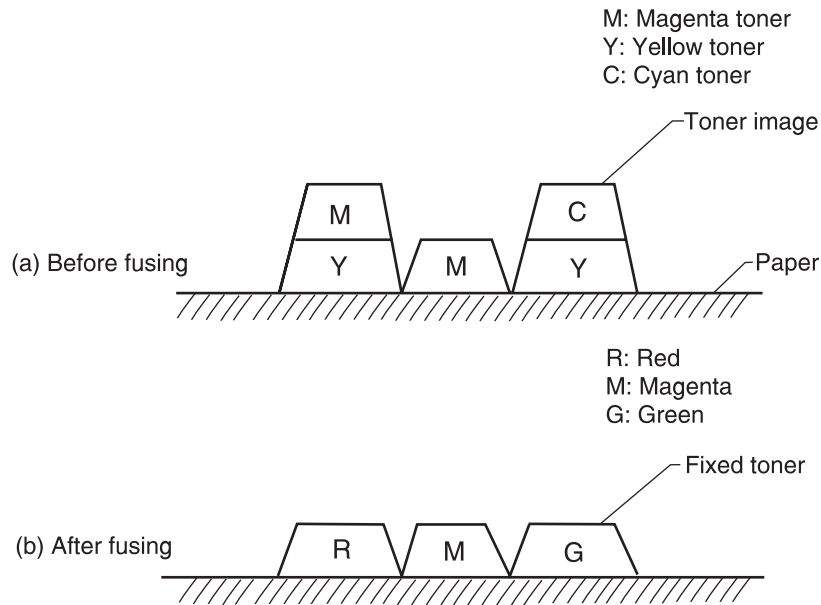 M: Magenta toner
Y: Yellow toner
C: Cyan toner
Toner image
M
C
(a) Before fusing
Y
M
Y
Paper
R: Red
M: Magenta
G: Green
Fixed toner
(b) After fusing
R
M
G